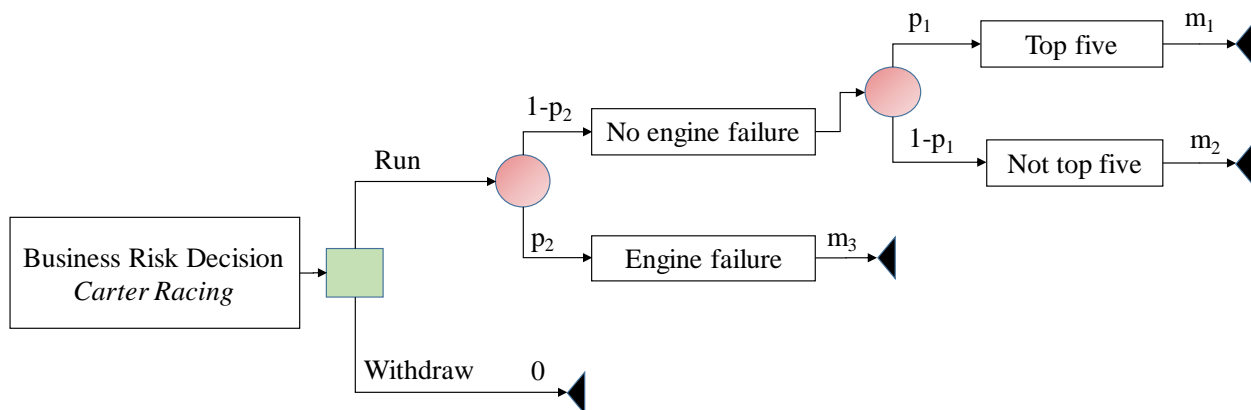 p₁
Top five
m₁
1-p₂
No engine failure
1-p₁
Not top five
m₂
Run
p₂
Engine failure
m₃
Business Risk Decision
Carter Racing
Withdraw
0